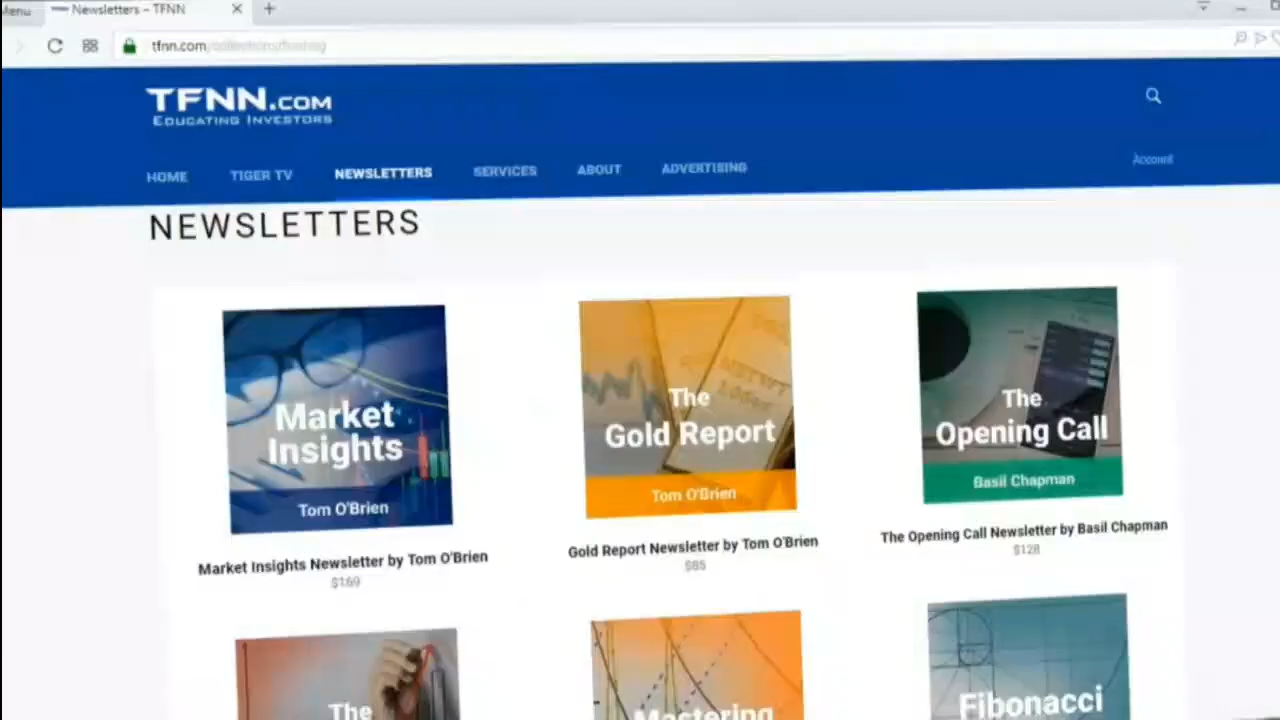 Menu
Newsletters – TFNN
tfnn.com
TFNN.COM
EDUCATING INVESTORS
HOME TIGER TV NEWSLETTERS SERVICES ABOUT ADVERTISING
Account
NEWSLETTERS
Market
Insights
Tom O'Brien
Market Insights Newsletter by Tom O'Brien
$169
The
Gold Report
Tom O'Brien
Gold Report Newsletter by Tom O'Brien
The
Opening Call
Basil Chapman
The Opening Call Newsletter by Basil Chapman
$128
The
Mastering
Fibonacci